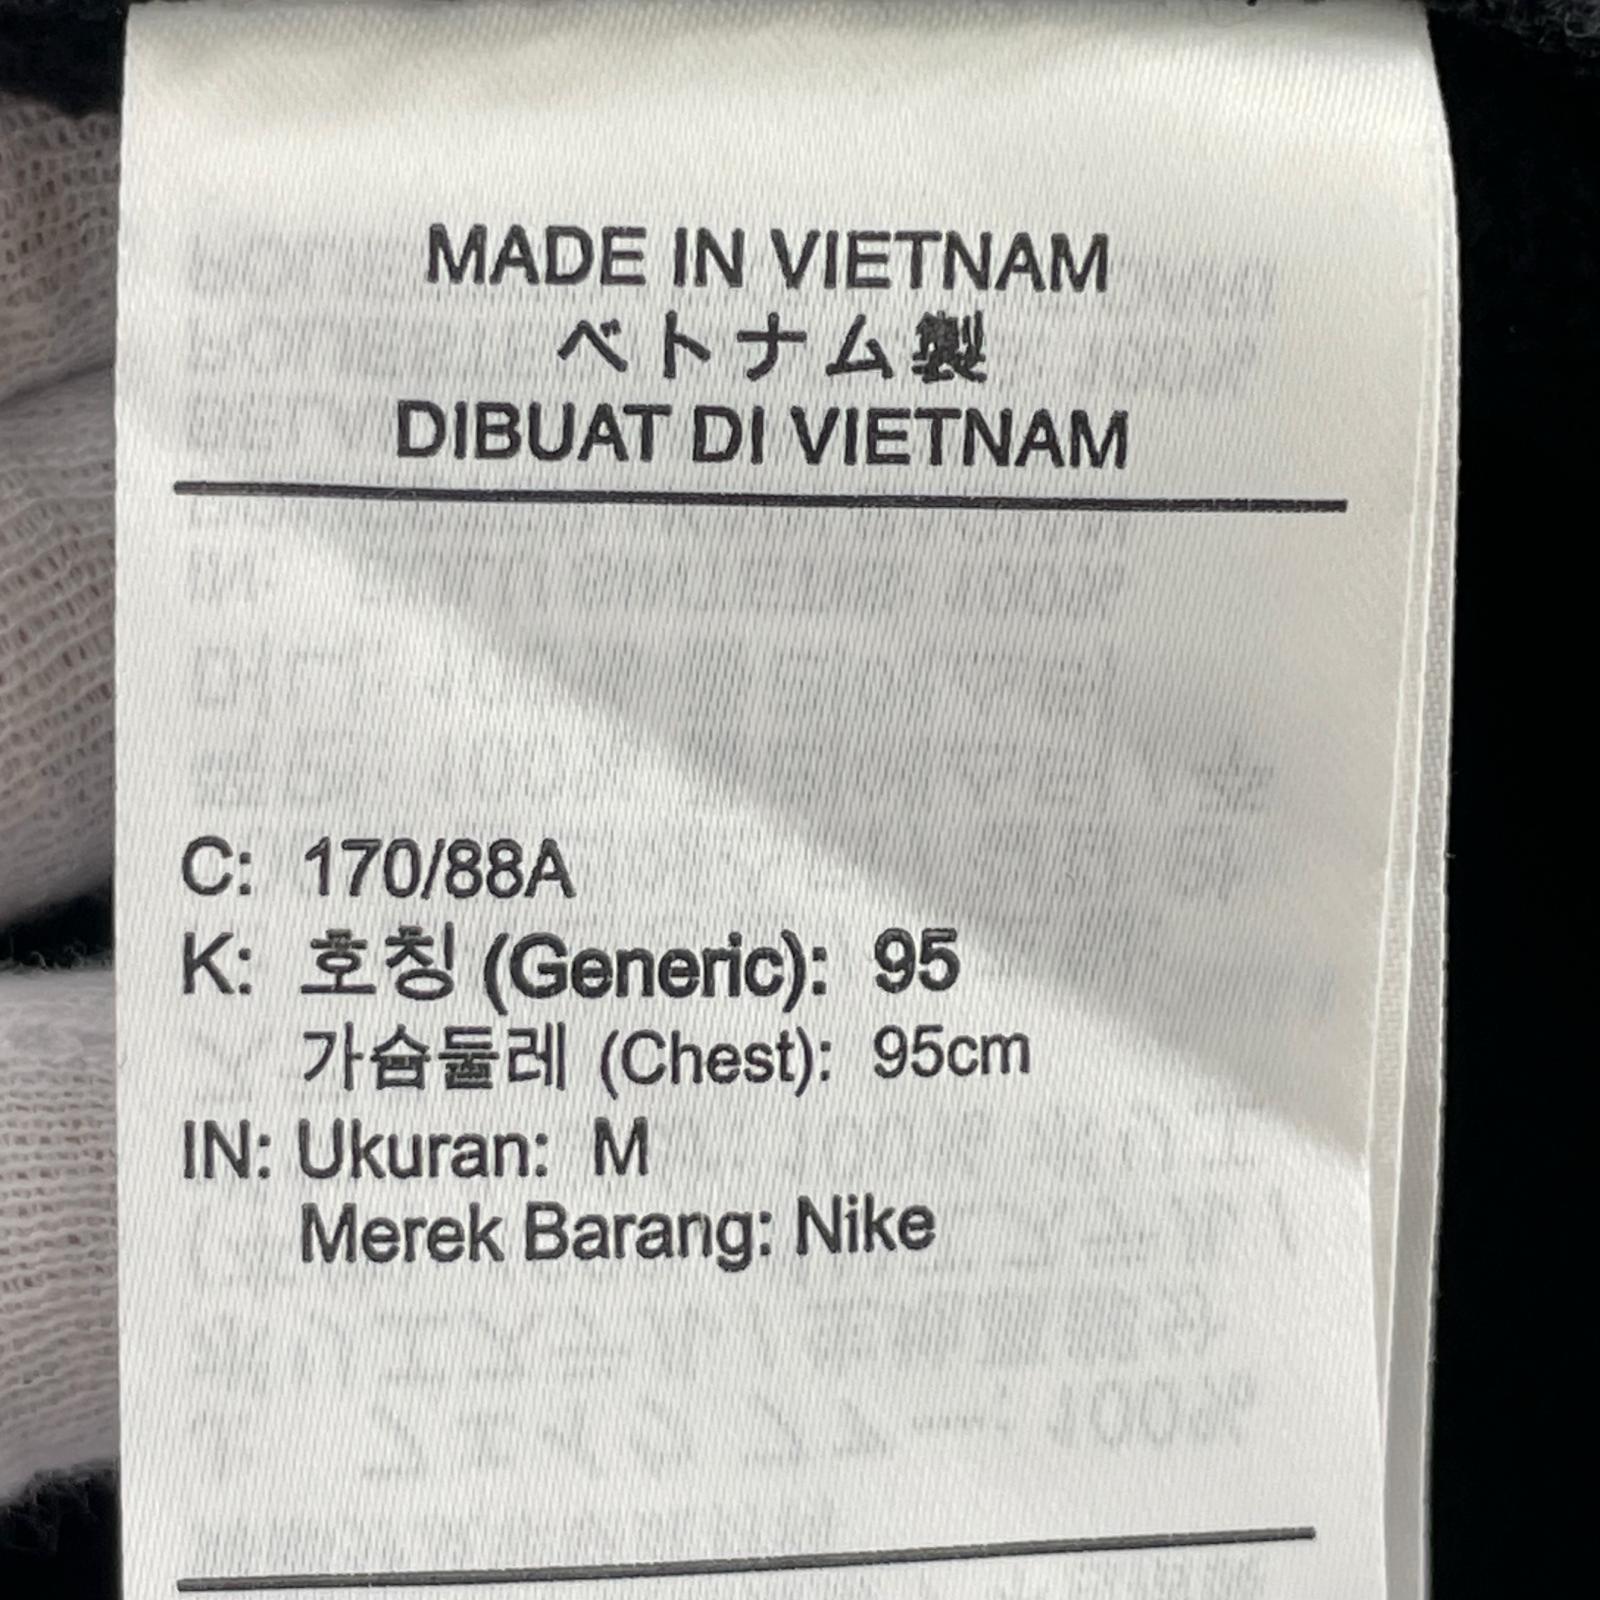 MADE IN VIETNAM
ベトナム製
DIBUAT DI VIETNAM
C: 170/88A
K: 호칭 (Generic): 95
가슴둘레 (Chest): 95cm
IN: Ukuran: M
Merek Barang: Nike